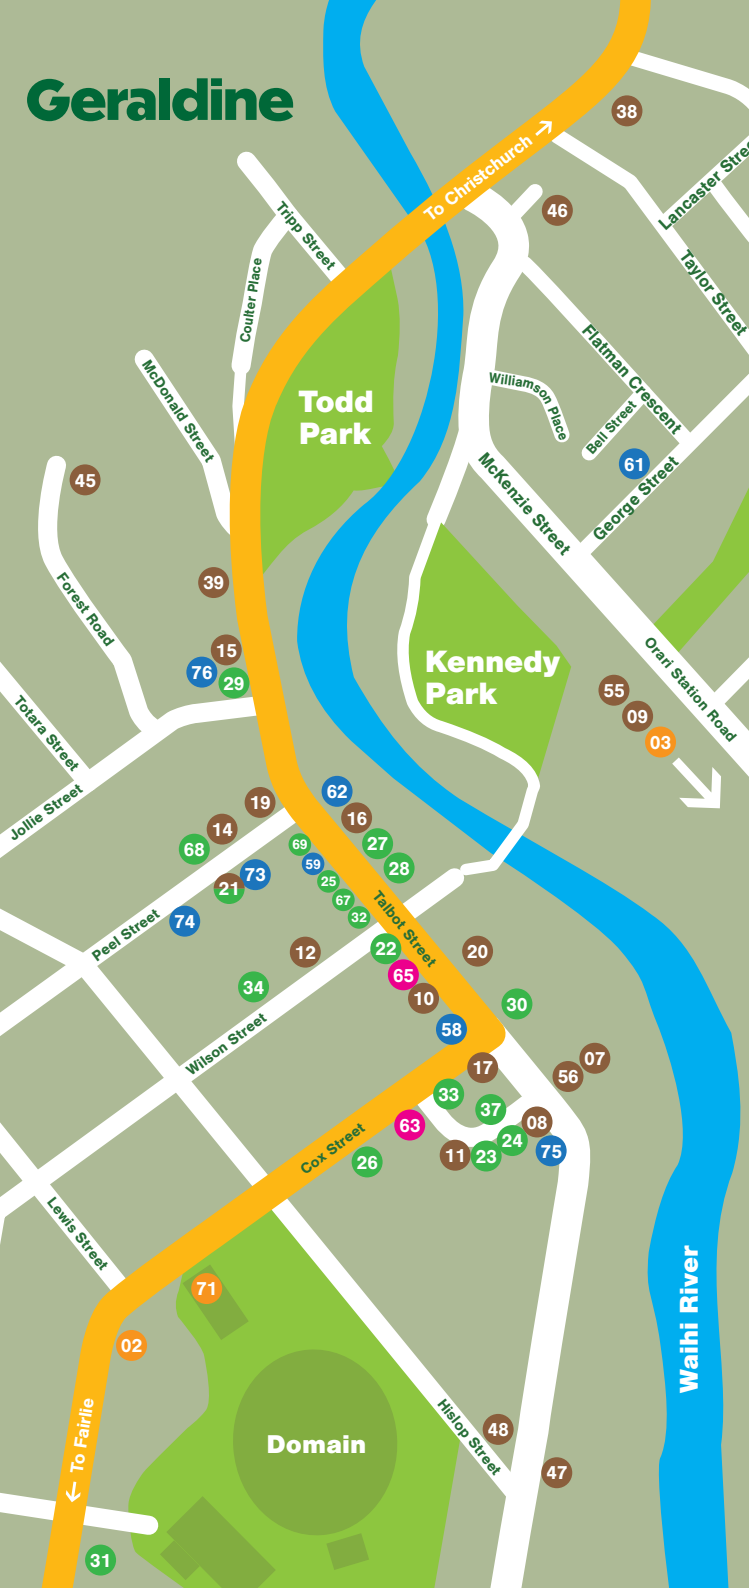 Geraldine
38
To Christchurch →
Lancaster Stree
46
Tripp Street
Taylor Street
Coulter Place
Flatman Crescent
McDonald Street
Williamson Place
Todd
Park
Bell Street
61
45
McKenzie Street
George Street
39
Forest Road
15
76
29
Kennedy
Park
Orari Station Road
55
09
03
Totara Street
Jollie Street
19
62
16
14
68
69
27
59
28
73
21
25
67
32
74
Peel Street
Talbot Street
12
22
20
65
34
10
30
58
Wilson Street
17
07
56
33
37
63
08
24
Cox Street
11
23
75
26
Lewis Street
71
02
Waihi River
← To Fairlie
Domain
Hislop Street
48
47
31